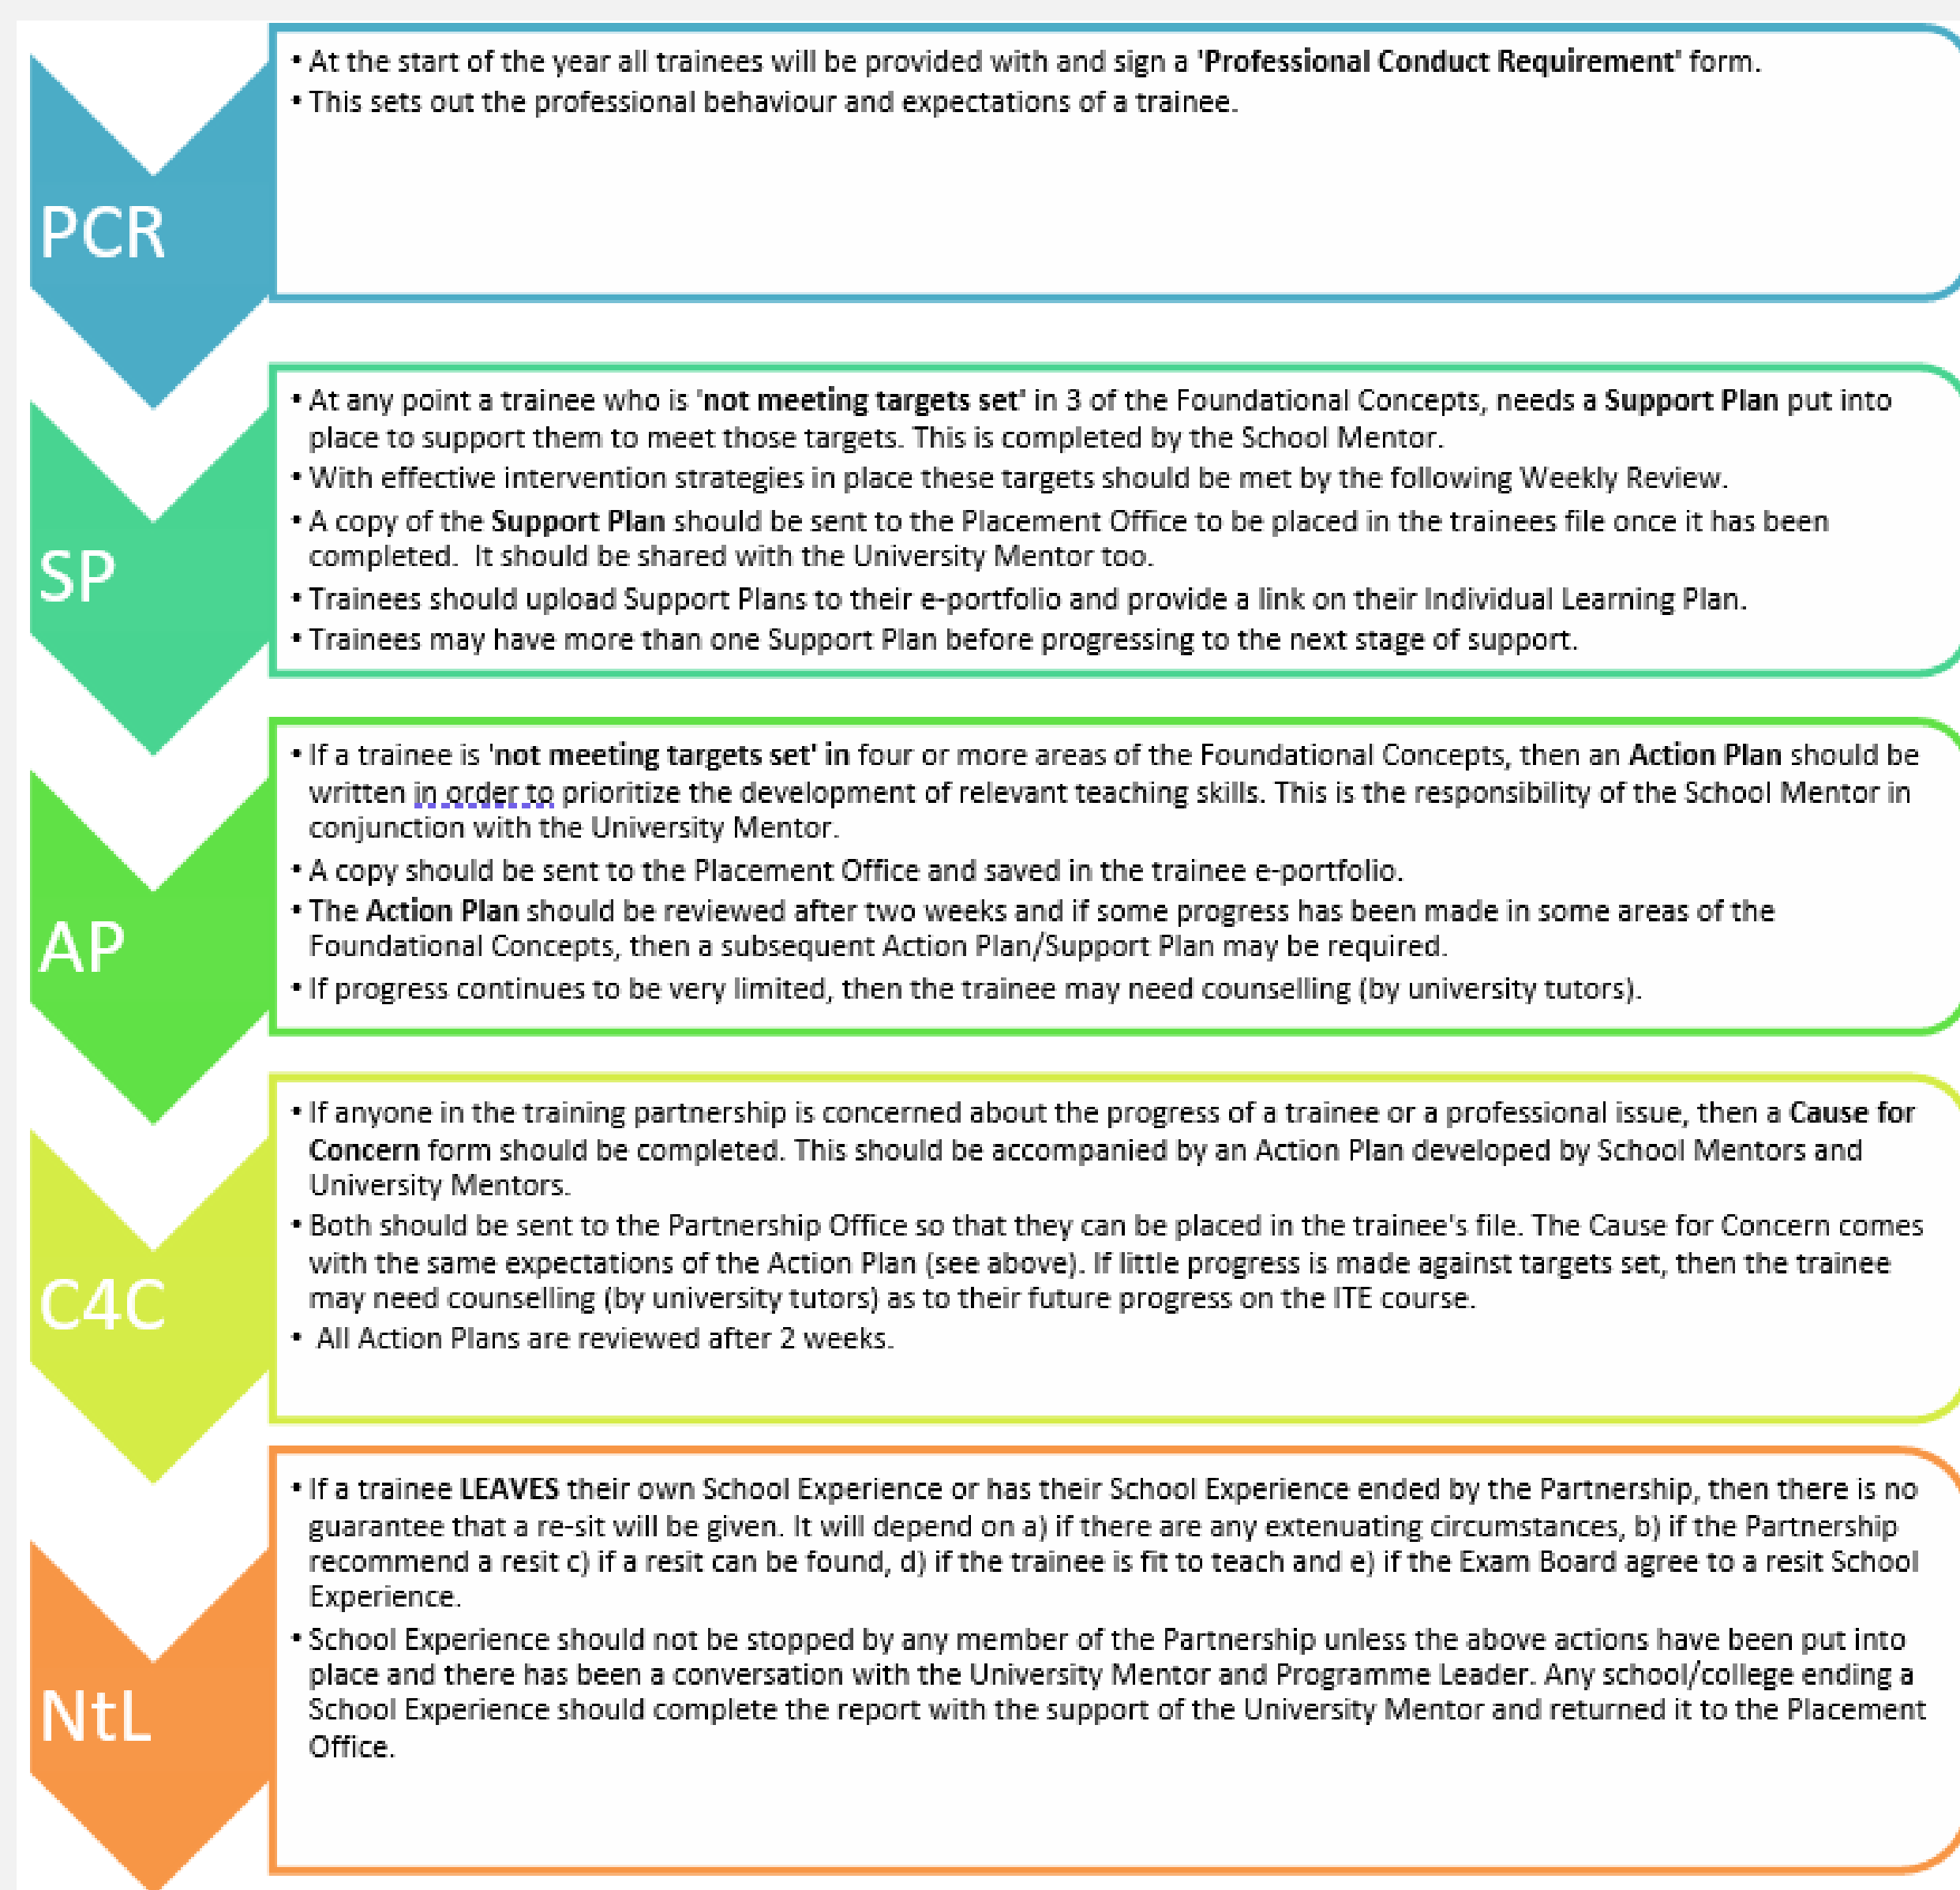 PCR
• At the start of the year all trainees will be provided with and sign a 'Professional Conduct Requirement' form.
• This sets out the professional behaviour and expectations of a trainee.
SP
• At any point a trainee who is 'not meeting targets set' in 3 of the Foundational Concepts, needs a Support Plan put into
place to support them to meet those targets. This is completed by the School Mentor.
• With effective intervention strategies in place these targets should be met by the following Weekly Review.
• A copy of the Support Plan should be sent to the Placement Office to be placed in the trainees file once it has been
completed.  It should be shared with the University Mentor too.
• Trainees should upload Support Plans to their e-portfolio and provide a link on their Individual Learning Plan.
• Trainees may have more than one Support Plan before progressing to the next stage of support.
AP
• If a trainee is 'not meeting targets set' in four or more areas of the Foundational Concepts, then an Action Plan should be
written in order to prioritize the development of relevant teaching skills. This is the responsibility of the School Mentor in
conjunction with the University Mentor.
• A copy should be sent to the Placement Office and saved in the trainee e-portfolio.
• The Action Plan should be reviewed after two weeks and if some progress has been made in some areas of the
Foundational Concepts, then a subsequent Action Plan/Support Plan may be required.
• If progress continues to be very limited, then the trainee may need counselling (by university tutors).
C4C
• If anyone in the training partnership is concerned about the progress of a trainee or a professional issue, then a Cause for
Concern form should be completed. This should be accompanied by an Action Plan developed by School Mentors and
University Mentors.
• Both should be sent to the Partnership Office so that they can be placed in the trainee's file. The Cause for Concern comes
with the same expectations of the Action Plan (see above). If little progress is made against targets set, then the trainee
may need counselling (by university tutors) as to their future progress on the ITE course.
• All Action Plans are reviewed after 2 weeks.
NtL
• If a trainee LEAVES their own School Experience or has their School Experience ended by the Partnership, then there is no
guarantee that a re-sit will be given. It will depend on a) if there are any extenuating circumstances, b) if the Partnership
recommend a resit c) if a resit can be found, d) if the trainee is fit to teach and e) if the Exam Board agree to a resit School
Experience.
• School Experience should not be stopped by any member of the Partnership unless the above actions have been put into
place and there has been a conversation with the University Mentor and Programme Leader. Any school/college ending a
School Experience should complete the report with the support of the University Mentor and returned it to the Placement
Office.